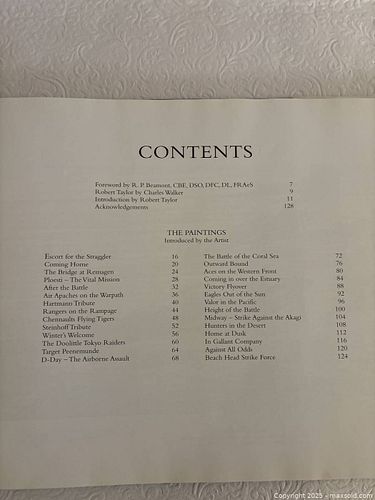 CONTENTS
Foreword by R. P. Beamont, CBE, DSO, DFC, DL, FRAeS 7
Robert Taylor by Charles Walker 9
Introduction by Robert Taylor 11
Acknowledgements 128
THE PAINTINGS
Introduced by the Artist
Escort for the Straggler 16
Coming Home 20
The Bridge at Remagen 24
Ploesti – The Vital Mission 28
After the Battle 32
Air Apaches on the Warpath 36
Hartmann Tribute 40
Rangers on the Rampage 44
Chennaults Flying Tigers 48
Steinhoff Tribute 52
Winter's Welcome 56
The Doolittle Tokyo Raiders 60
Target Peenemunde 64
D-Day – The Airborne Assault 68
The Battle of the Coral Sea 72
Outward Bound 76
Aces on the Western Front 80
Coming in over the Estuary 84
Victory Flyover 88
Eagles Out of the Sun 92
Valor in the Pacific 96
Height of the Battle 100
Midway – Strike Against the Akagi 104
Hunters in the Desert 108
Home at Dusk 112
In Gallant Company 116
Against All Odds 120
Beach Head Strike Force 124
Copyright 2025 - maxsold.com